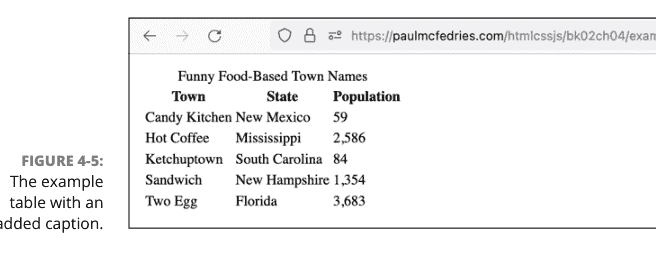 https://paulmcfedries.com/htmlcssjs/bk02ch04/exam
Funny Food-Based Town Names
Town State Population
Candy Kitchen New Mexico 59
Hot Coffee Mississippi 2,586
Ketchuptown South Carolina 84
Sandwich New Hampshire 1,354
Two Egg Florida 3,683
FIGURE 4-5:
The example
table with an
added caption.